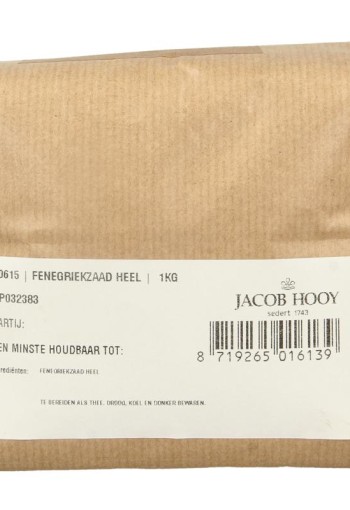 0615 | FENEGRIEKZAAD HEEL | 1KG
P032383
ARTIJ:
EN MINSTE HOUDBAAR TOT:
grediënten: FENEGRIEKZAAD HEEL
TE BEREIDEN ALS THEE. DROOG, KOEL EN DONKER BEWAREN.
JACOB HOOY
sedert 1743
8 719265 016139